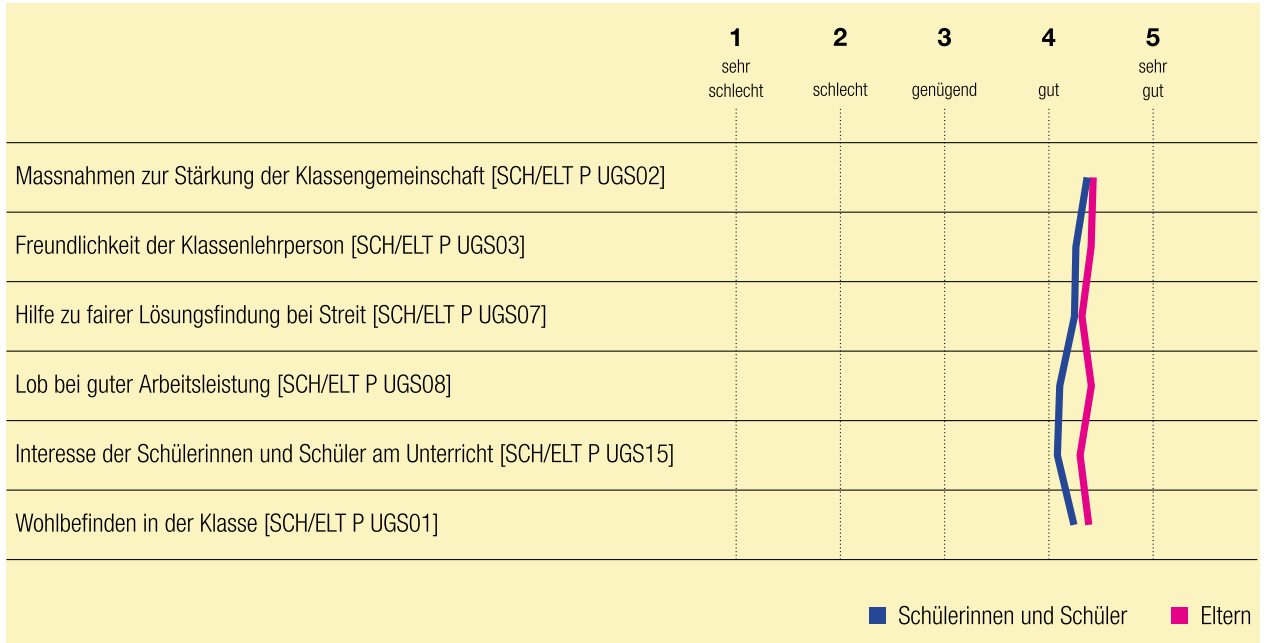 1 2 3 4 5
sehr schlecht schlecht genügend gut sehr gut
Massnahmen zur Stärkung der Klassengemeinschaft [SCH/ELT P UGS02]
Freundlichkeit der Klassenlehrperson [SCH/ELT P UGS03]
Hilfe zu fairer Lösungsfindung bei Streit [SCH/ELT P UGS07]
Lob bei guter Arbeitsleistung [SCH/ELT P UGS08]
Interesse der Schülerinnen und Schüler am Unterricht [SCH/ELT P UGS15]
Wohlbefinden in der Klasse [SCH/ELT P UGS01]
Schülerinnen und Schüler Eltern